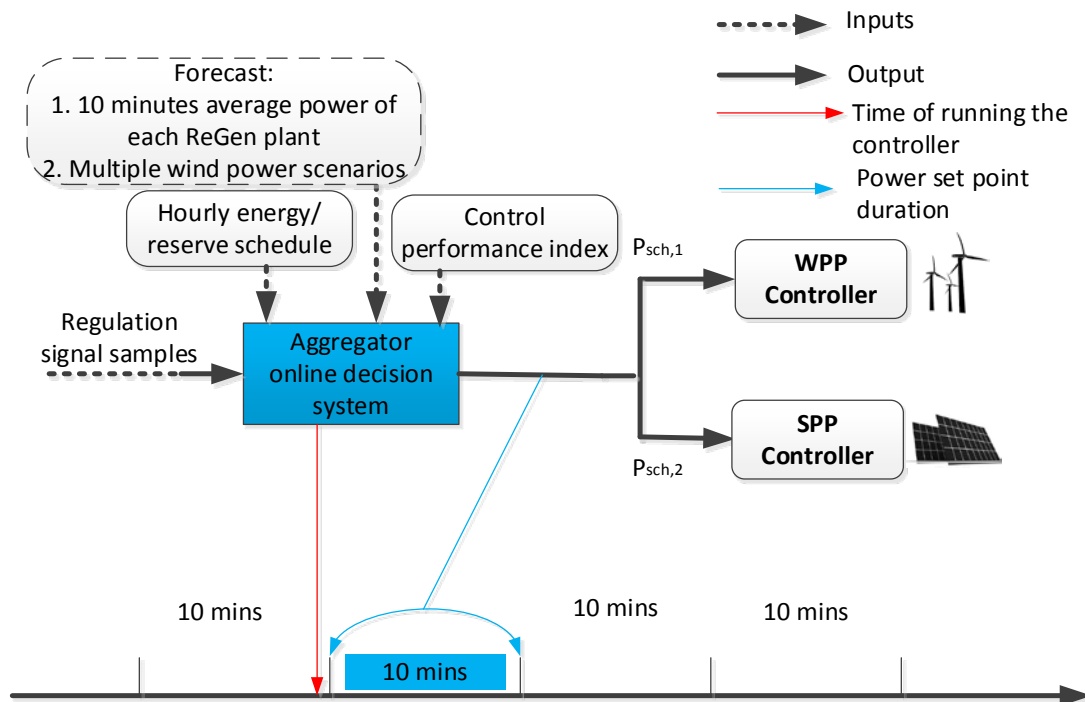 Inputs
Output
Time of running the
controller
Power set point
duration
Forecast:
1. 10 minutes average power of
each ReGen plant
2. Multiple wind power scenarios
Hourly energy/
reserve schedule
Control
performance index
Regulation
signal samples
Aggregator
online decision
system
Psch,1
WPP
Controller
SPP
Controller
Psch,2
10 mins
10 mins
10 mins
10 mins